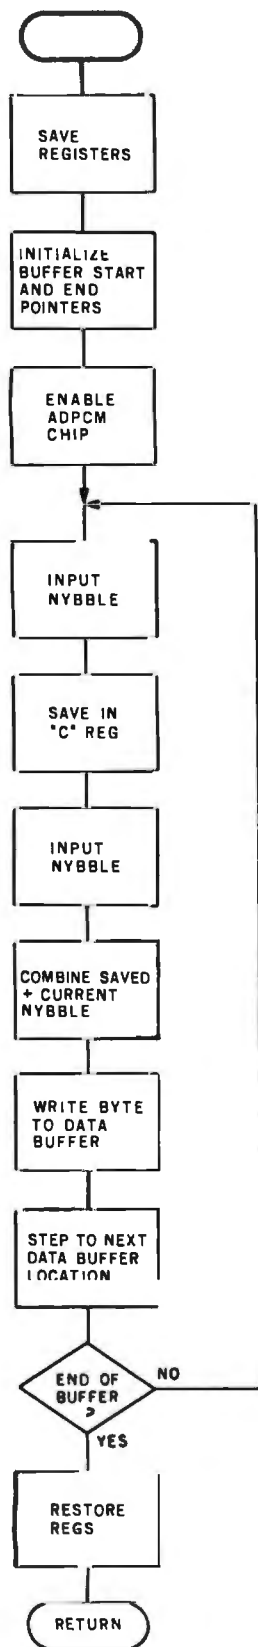 SAVE
REGISTERS
INITIALIZE
BUFFER START
AND END
POINTERS
ENABLE
ADPCM
CHIP
INPUT
NYBBLE
SAVE IN
"C" REG
INPUT
NYBBLE
COMBINE SAVED
+ CURRENT
NYBBLE
WRITE BYTE
TO DATA
BUFFER
STEP TO NEXT
DATA BUFFER
LOCATION
END OF
BUFFER
?
NO
YES
RESTORE
REGS
RETURN